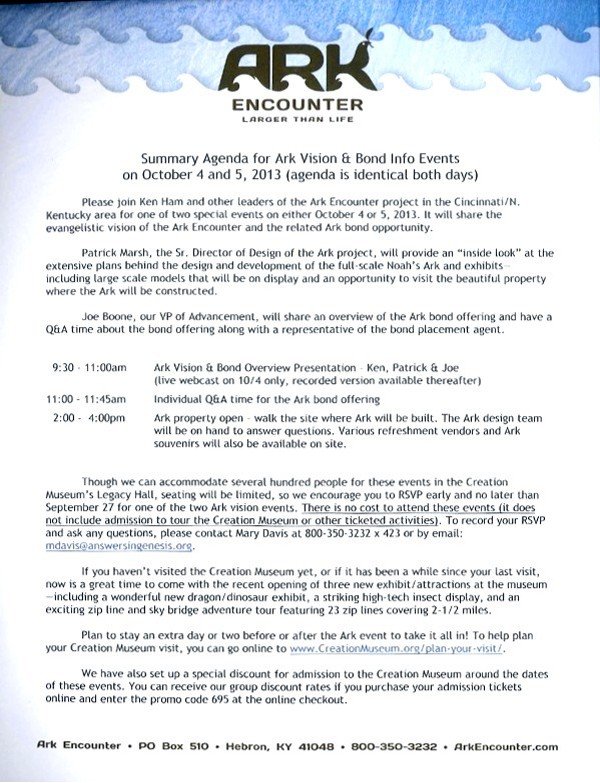 ARK
ENCOUNTER
LARGER THAN LIFE
Summary Agenda for Ark Vision & Bond Info Events
on October 4 and 5, 2013 (agenda is identical both days)
Please join Ken Ham and other leaders of the Ark Encounter project in the Cincinnati/N.
Kentucky area for one of two special events on either October 4 or 5, 2013. It will share the
evangelistic vision of the Ark Encounter and the related Ark bond opportunity.
Patrick Marsh, the Sr. Director of Design of the Ark project, will provide an "inside look" at the
extensive plans behind the design and development of the full-scale Noah's Ark and exhibits—
including large scale models that will be on display and an opportunity to visit the beautiful property
where the Ark will be constructed.
Joe Boone, our VP of Advancement, will share an overview of the Ark bond offering and have a
Q&A time about the bond offering along with a representative of the bond placement agent.
9:30 - 11:00am Ark Vision & Bond Overview Presentation - Ken, Patrick & Joe
(live webcast on 10/4 only, recorded version available thereafter)
11:00 - 11:45am Individual Q&A time for the Ark bond offering
2:00 - 4:00pm Ark property open - walk the site where Ark will be built. The Ark design team
will be on hand to answer questions. Various refreshment vendors and Ark
souvenirs will also be available on site.
Though we can accommodate several hundred people for these events in the Creation
Museum's Legacy Hall, seating will be limited, so we encourage you to RSVP early and no later than
September 27 for one of the two Ark vision events. There is no cost to attend these events (it does
not include admission to tour the Creation Museum or other ticketed activities). To record your RSVP
and ask any questions, please contact Mary Davis at 800-350-3232 x 423 or by email:
mdavis@answersingenesis.org.
If you haven't visited the Creation Museum yet, or if it has been a while since your last visit,
now is a great time to come with the recent opening of three new exhibit/attractions at the museum
—including a wonderful new dragon/dinosaur exhibit, a striking high-tech insect display, and an
exciting zip line and sky bridge adventure tour featuring 23 zip lines covering 2-1/2 miles.
Plan to stay an extra day or two before or after the Ark event to take it all in! To help plan
your Creation Museum visit, you can go online to www.CreationMuseum.org/plan-your-visit/.
We have also set up a special discount for admission to the Creation Museum around the dates
of these events. You can receive our group discount rates if you purchase your admission tickets
online and enter the promo code 695 at the online checkout.
Ark Encounter • PO Box 510 • Hebron, KY 41048 • 800-350-3232 • ArkEncounter.com